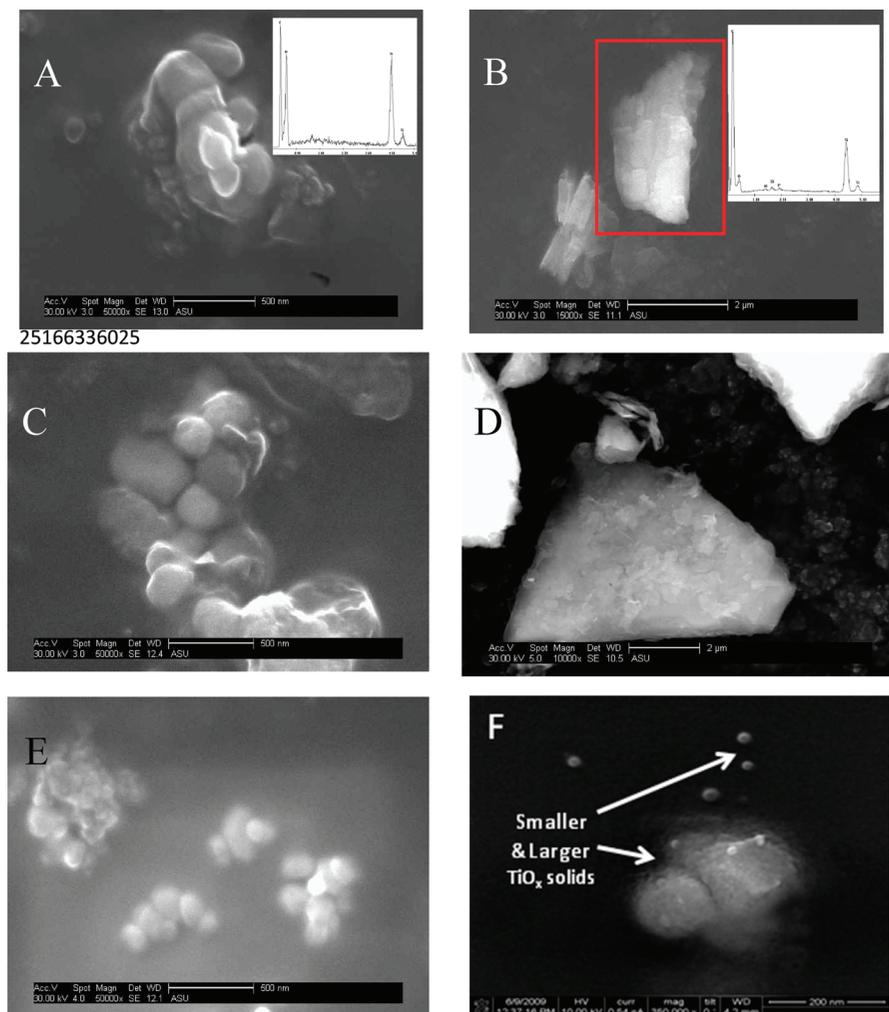 A
Acc.V Spot Magn Det WD 500 nm
30.00 kV 3.0 50000x SE 13.0 ASU
B
Acc.V Spot Magn Det WD 2 µm
30.00 kV 3.0 15000x SE 11.1 ASU
25166336025
C
Acc.V Spot Magn Det WD 500 nm
30.00 kV 3.0 50000x SE 12.4 ASU
D
Acc.V Spot Magn Det WD 2 µm
30.00 kV 5.0 10000x SE 10.5 ASU
E
Acc.V Spot Magn Det WD 500 nm
30.00 kV 4.0 50000x SE 12.1 ASU
F
Smaller
& Larger
TiOₓ solids
6/9/2009 HV curr mag tilt WD 200 nm